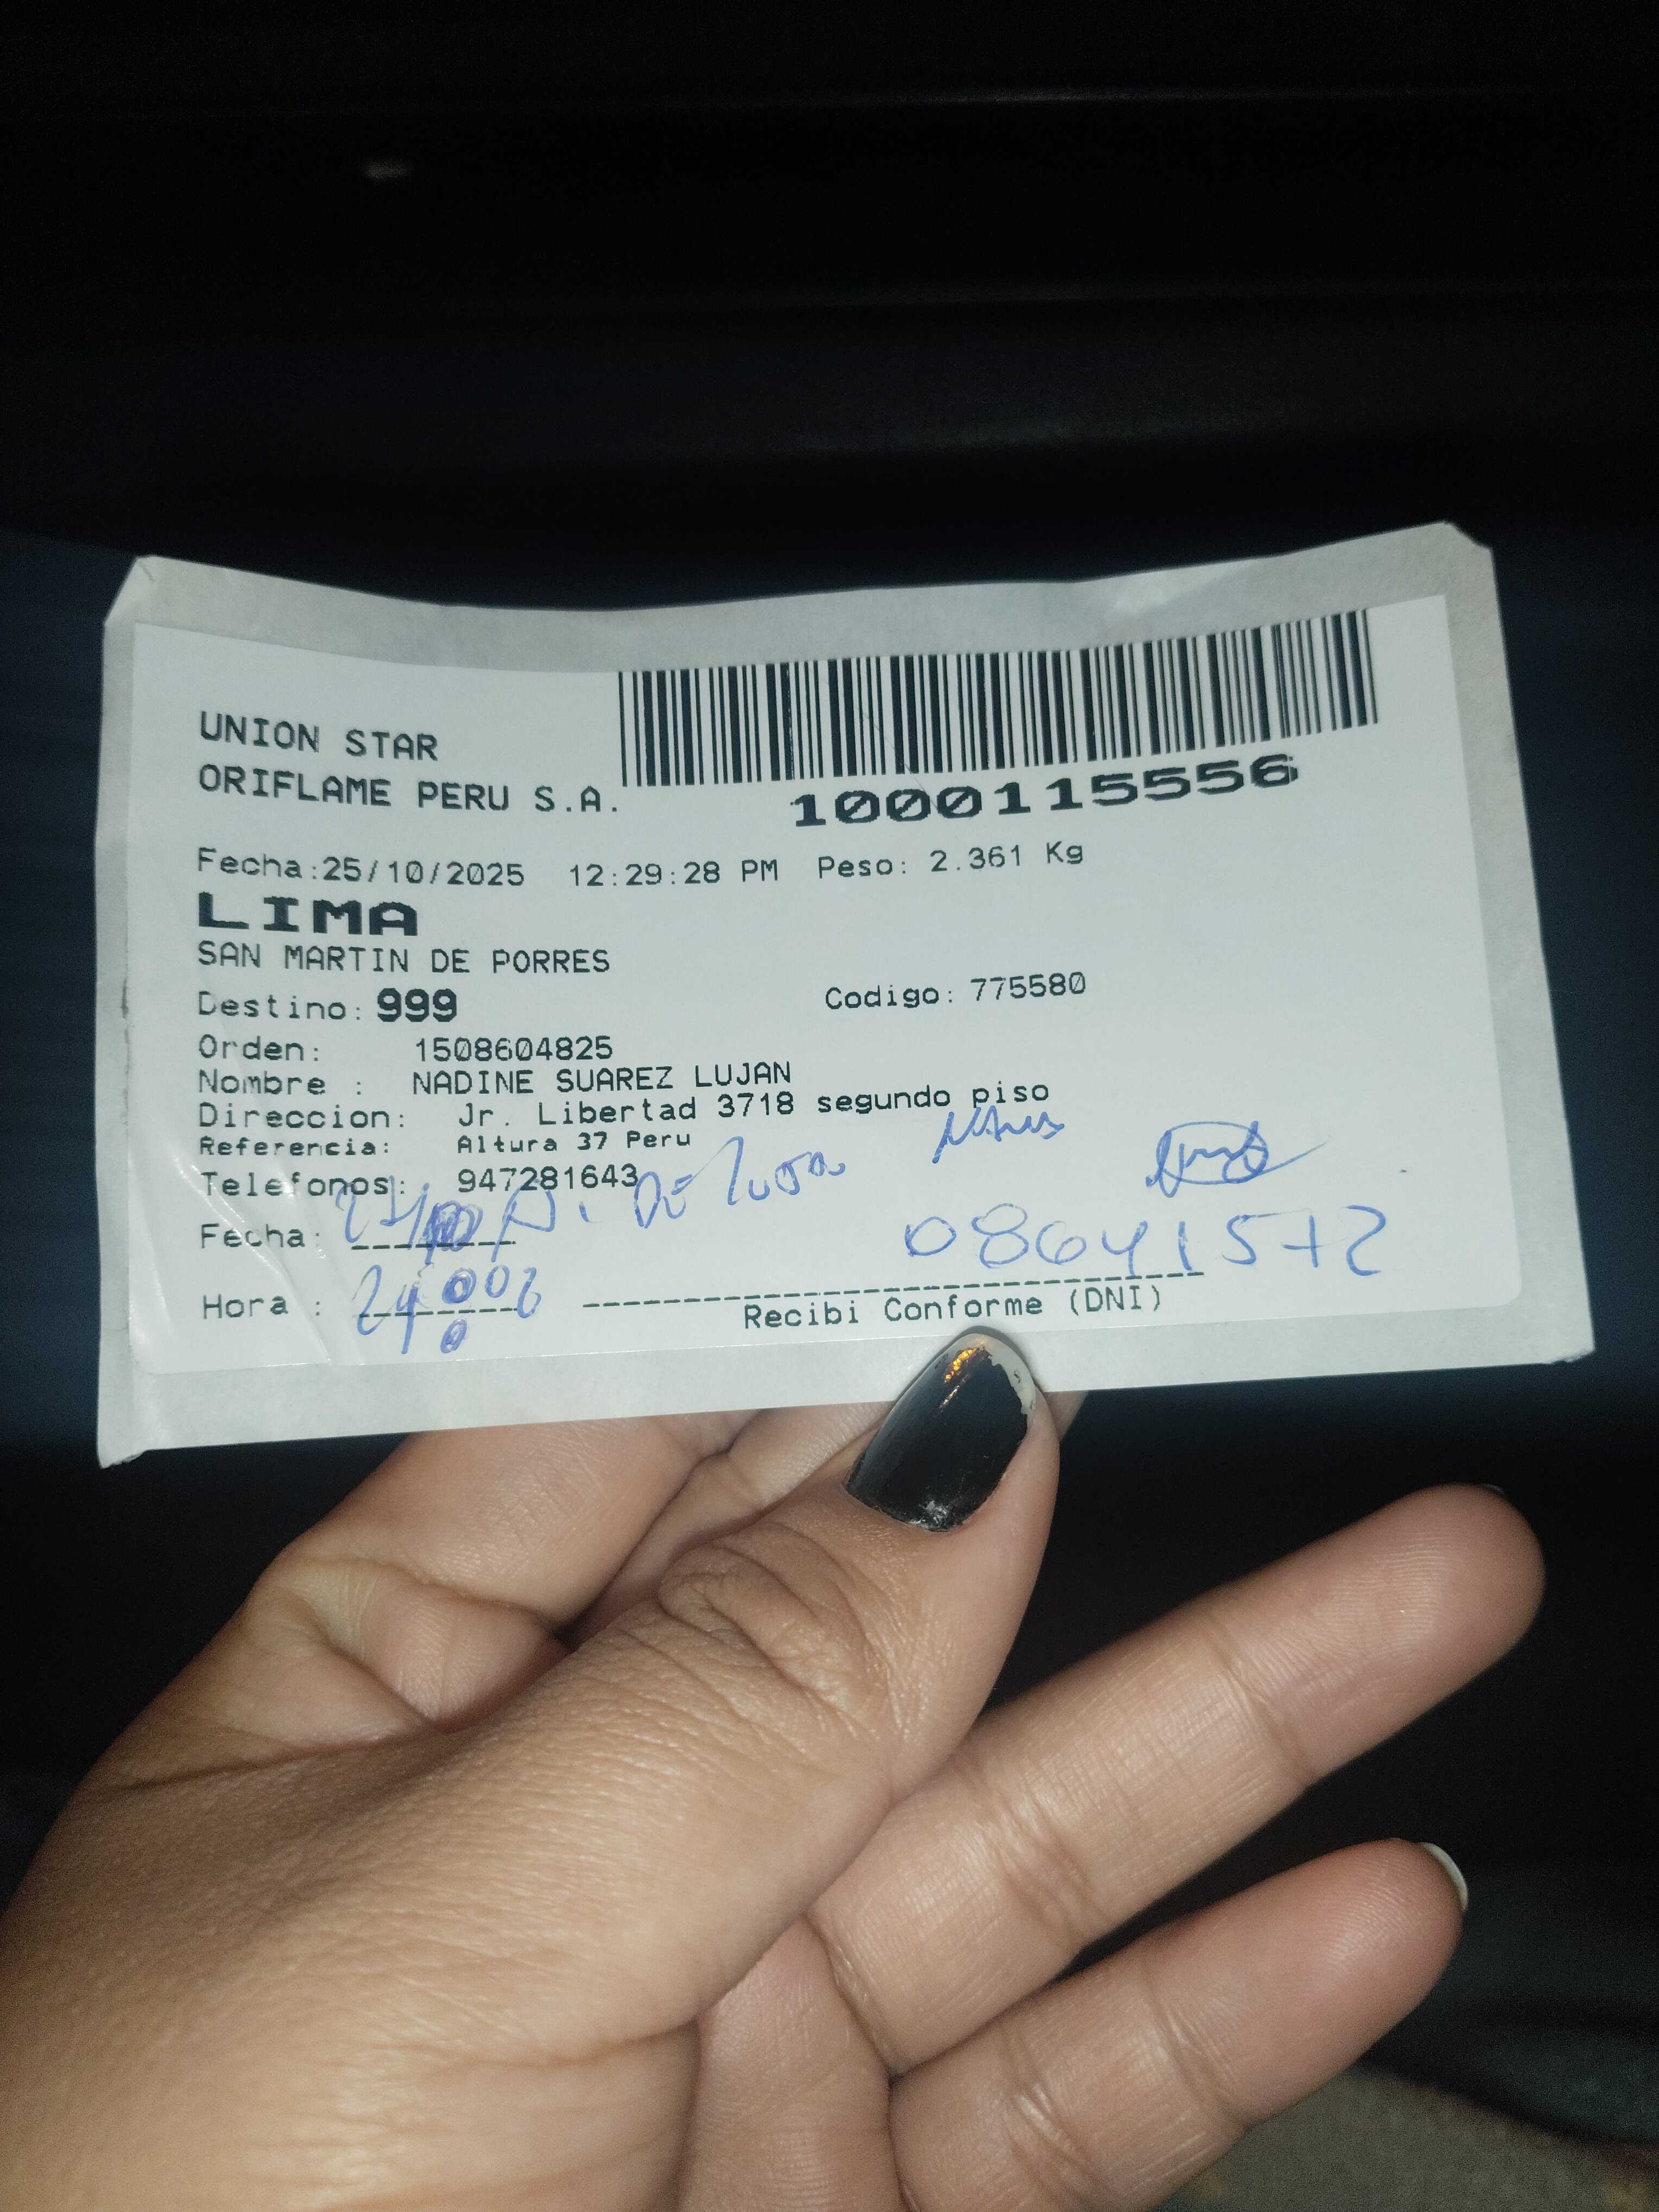 UNION STAR
ORIFLAME PERU S.A.
1000115556
Fecha:25/10/2025 12:29:28 PM Peso: 2.361 Kg
LIMA
SAN MARTIN DE PORRES
Destino: 999 Codigo: 775580
Orden: 1508604825
Nombre : NADINE SUAREZ LUJAN
Direccion: Jr. Libertad 3718 segundo piso
Referencia: Altura 37 Peru
Telefonos: 947281643
Fecha:
08641572
Hora :
Recibi Conforme (DNI)